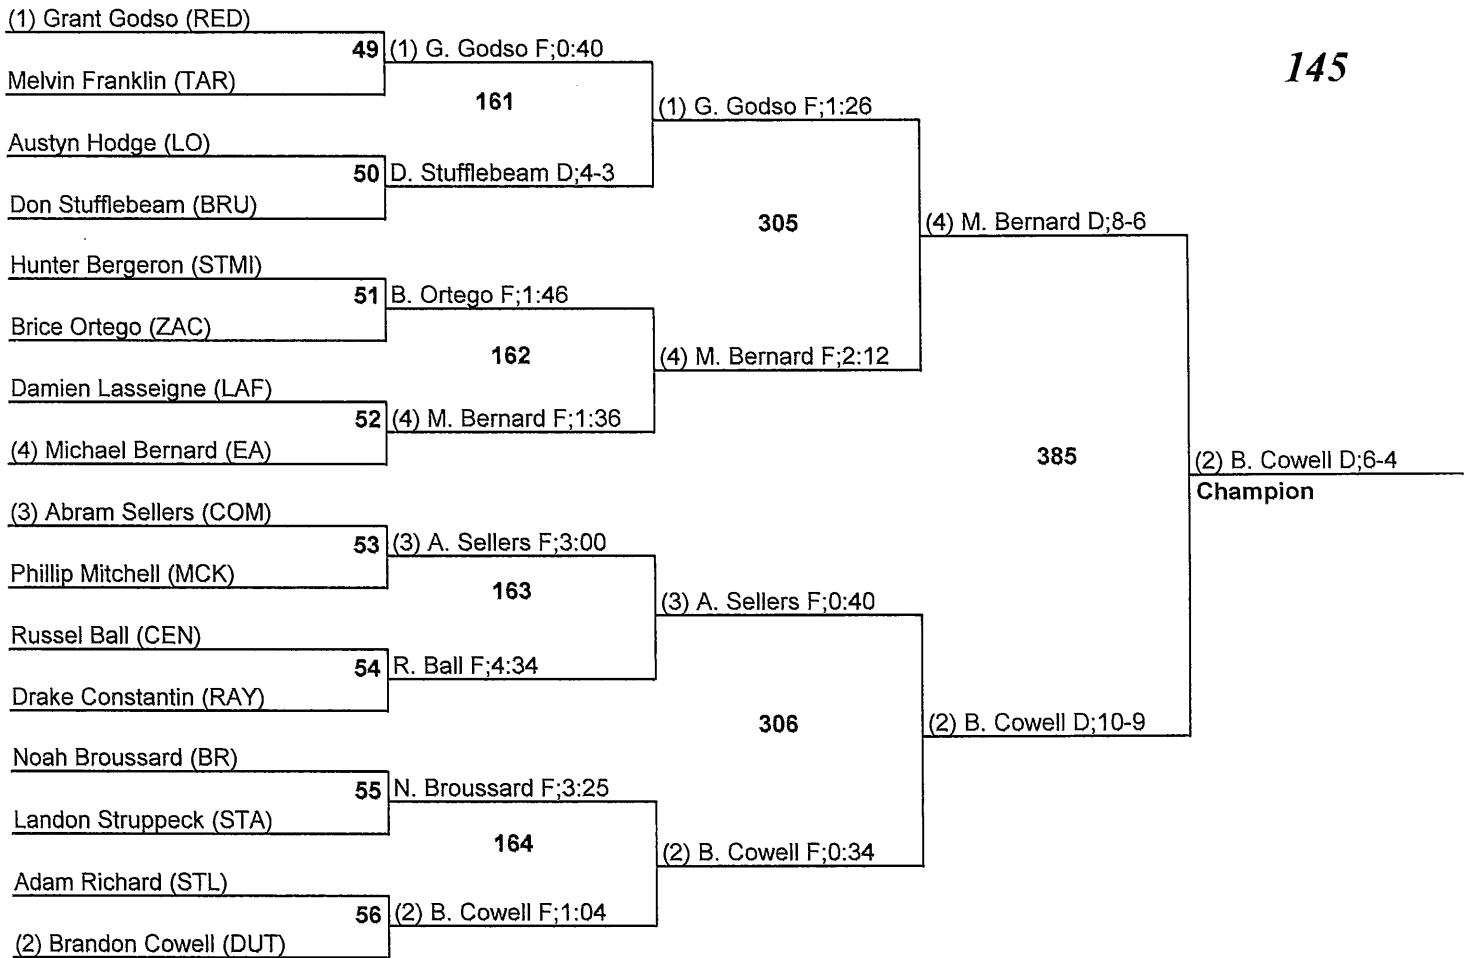 (1) Grant Godso (RED)
49 (1) G. Godso F;0:40
145
Melvin Franklin (TAR)
161
(1) G. Godso F;1:26
Austyn Hodge (LO)
50 D. Stufflebeam D;4-3
Don Stufflebeam (BRU)
305
(4) M. Bernard D;8-6
Hunter Bergeron (STMI)
51 B. Ortego F;1:46
Brice Ortego (ZAC)
162
(4) M. Bernard F;2:12
Damien Lasseigne (LAF)
52 (4) M. Bernard F;1:36
(4) Michael Bernard (EA)
385
(2) B. Cowell D;6-4
Champion
(3) Abram Sellers (COM)
53 (3) A. Sellers F;3:00
Phillip Mitchell (MCK)
163
(3) A. Sellers F;0:40
Russel Ball (CEN)
54 R. Ball F;4:34
Drake Constantin (RAY)
306
(2) B. Cowell D;10-9
Noah Broussard (BR)
55 N. Broussard F;3:25
Landon Struppeck (STA)
164
(2) B. Cowell F;0:34
Adam Richard (STL)
56 (2) B. Cowell F;1:04
(2) Brandon Cowell (DUT)